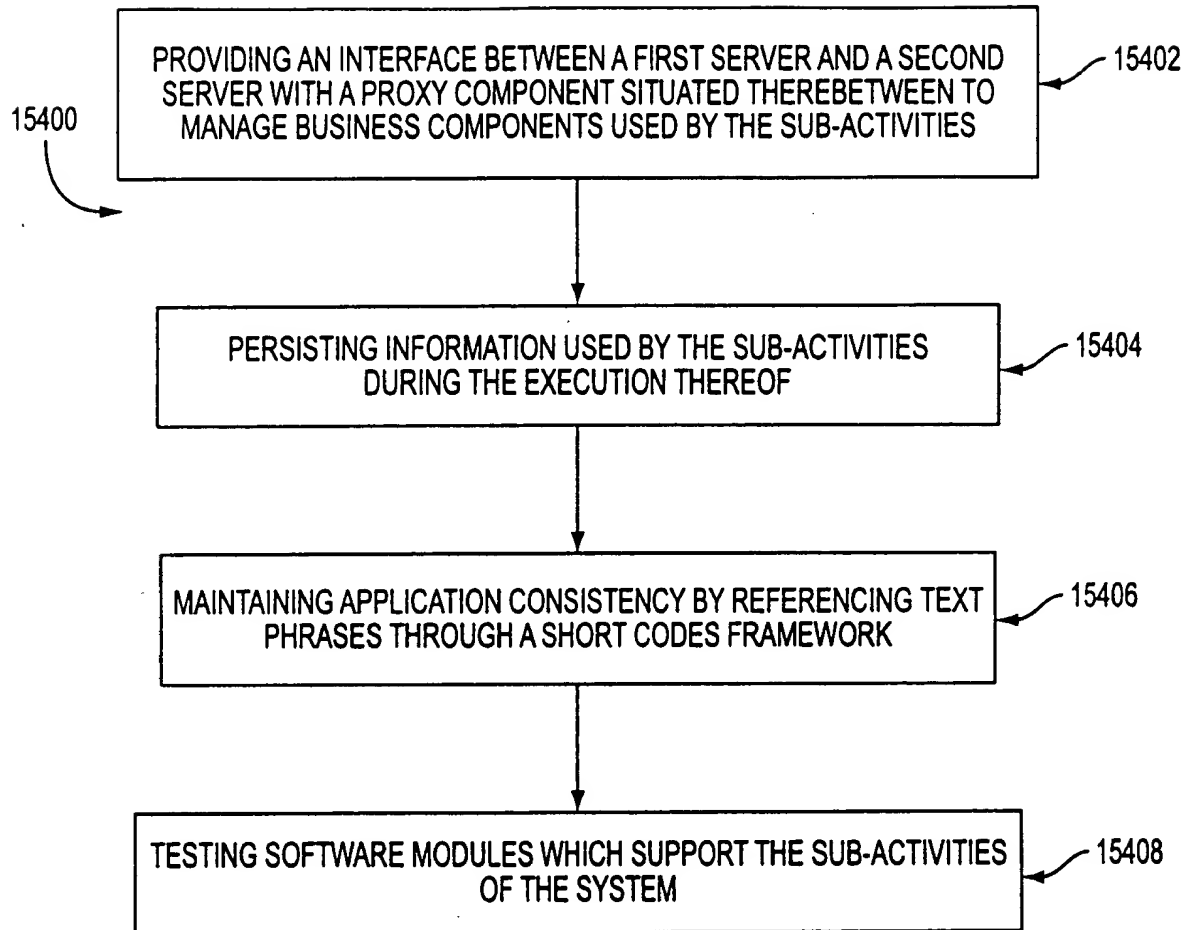 PROVIDING AN INTERFACE BETWEEN A FIRST SERVER AND A SECOND
SERVER WITH A PROXY COMPONENT SITUATED THEREBETWEEN TO
MANAGE BUSINESS COMPONENTS USED BY THE SUB-ACTIVITIES
15402
15400
PERSISTING INFORMATION USED BY THE SUB-ACTIVITIES
DURING THE EXECUTION THEREOF
15404
MAINTAINING APPLICATION CONSISTENCY BY REFERENCING TEXT
PHRASES THROUGH A SHORT CODES FRAMEWORK
15406
TESTING SOFTWARE MODULES WHICH SUPPORT THE SUB-ACTIVITIES
OF THE SYSTEM
15408